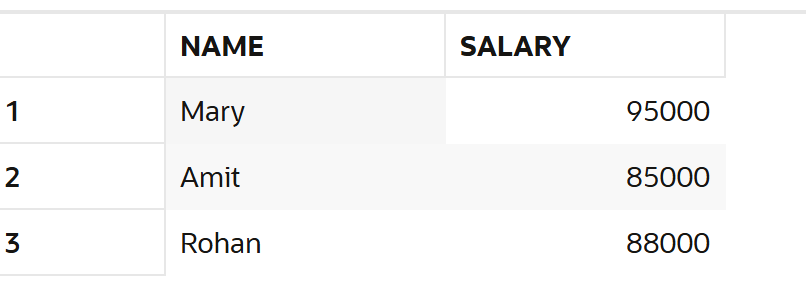 NAME SALARY
1 Mary 95000
2 Amit 85000
3 Rohan 88000